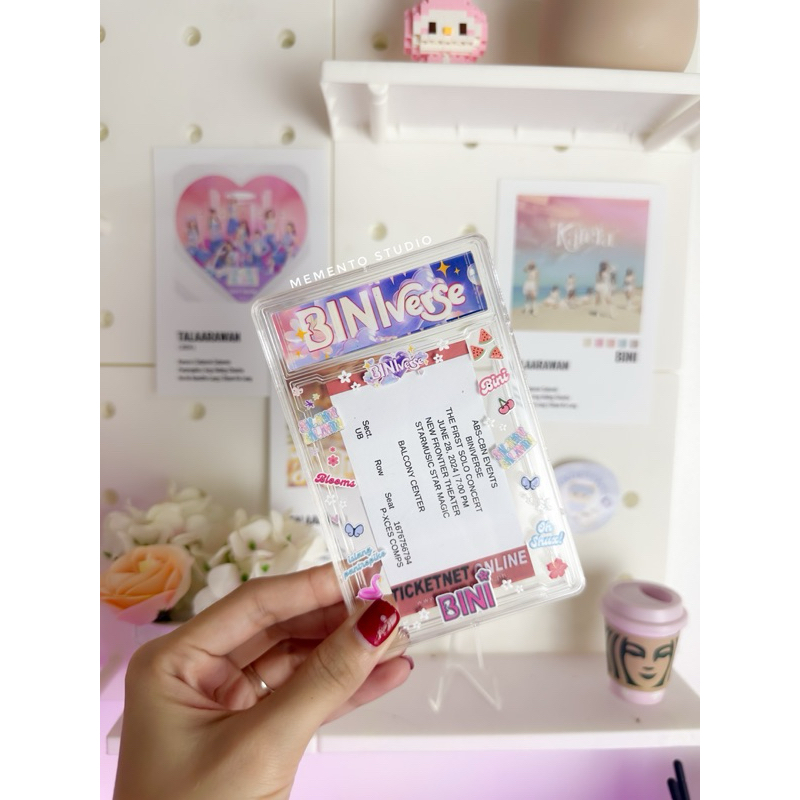 MEMENTO STUDIO
BINIverse
BINIverse
Bini
Blooms
BINI
ABS-CBN EVENTS
BINIVERSE
THE FIRST SOLO CONCERT
JUNE 28, 2024 | 7:00 PM
NEW FRONTIER THEATER
STARMUSIC STAR MAGIC
BALCONY CENTER
Sect. Row Seat 1676756794
UB P-XCES COMPS
TICKETNET ONLINE
TALAARAWAN
BINI